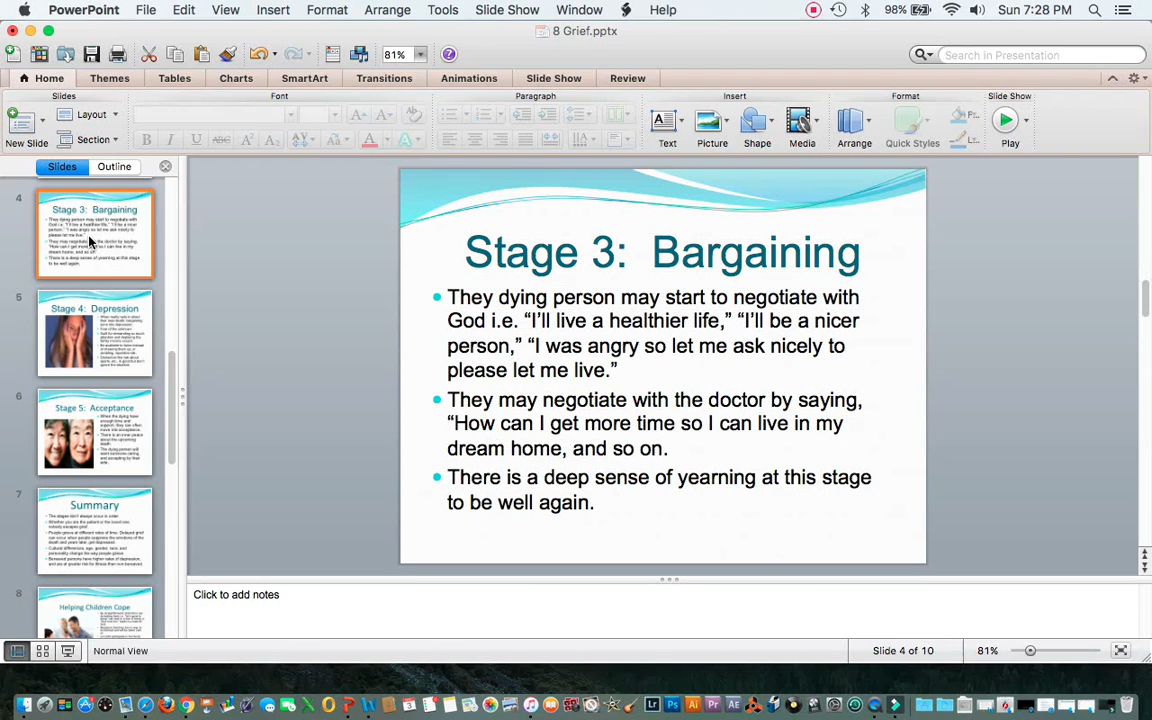 PowerPoint File Edit View Insert Format Arrange Tools Slide Show Window Help 98% Sun 7:28 PM
8 Grief.pptx
81% Search in Presentation
Home Themes Tables Charts SmartArt Transitions Animations Slide Show Review
Slides Font Paragraph Insert Format Slide Show
Layout
Section
New Slide
Text Picture Shape Media Arrange Quick Styles Play
Slides Outline
4
Stage 3: Bargaining
5
Stage 4: Depression
6
Stage 5: Acceptance
7
Summary
8
Helping Children Cope
Stage 3: Bargaining
They dying person may start to negotiate with
God i.e. “I’ll live a healthier life,” “I’ll be a nicer
person,” “I was angry so let me ask nicely to
please let me live.”
They may negotiate with the doctor by saying,
“How can I get more time so I can live in my
dream home, and so on.
There is a deep sense of yearning at this stage
to be well again.
Click to add notes
Normal View Slide 4 of 10 81%